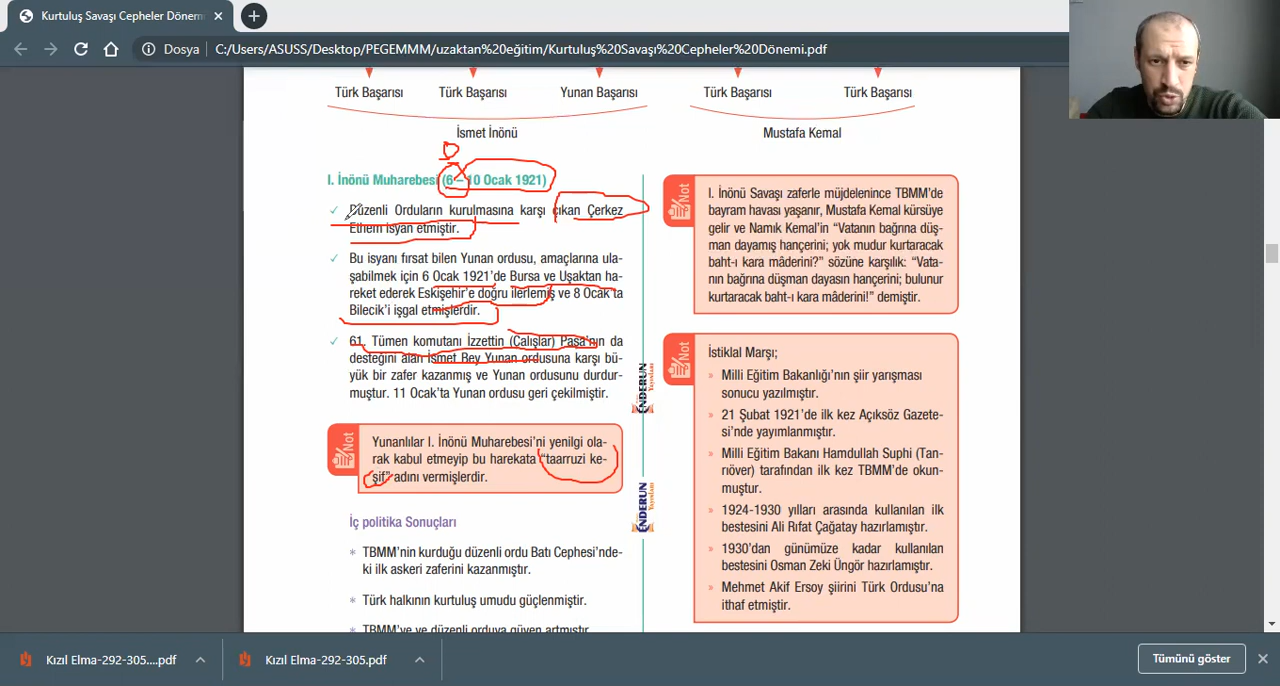 Kurtuluş Savaşı Cepheler Dönem
Dosya
C:/Users/ASUSS/Desktop/PEGEMMM/uzaktan%20eğitim/Kurtuluş%20Savaşı%20Cepheler%20Dönemi.pdf
Türk Başarısı Türk Başarısı Yunan Başarısı Türk Başarısı Türk Başarısı
İsmet İnönü Mustafa Kemal
I. İnönü Muharebesi (6 – 10 Ocak 1921)
Düzenli Orduların kurulmasına karşı çıkan Çerkez
Ethem isyan etmiştir.
Bu isyanı fırsat bilen Yunan ordusu, amaçlarına ula-
şabilmek için 6 Ocak 1921'de Bursa ve Uşaktan ha-
reket ederek Eskişehir'e doğru ilerlemiş ve 8 Ocak'ta
Bilecik'i işgal etmişlerdir.
61. Tümen komutanı İzzettin (Çalışlar) Paşa'nın da
desteğini alan İsmet Bey Yunan ordusuna karşı bü-
yük bir zafer kazanmış ve Yunan ordusunu durdur-
muştur. 11 Ocak'ta Yunan ordusu geri çekilmiştir.
Not
Yunanlılar I. İnönü Muharebesi'ni yenilgi ola-
rak kabul etmeyip bu harekata "taarruzi ke-
şif" adını vermişlerdir.
İç politika Sonuçları
* TBMM'nin kurduğu düzenli ordu Batı Cephesi'nde-
ki ilk askeri zaferini kazanmıştır.
* Türk halkının kurtuluş umudu güçlenmiştir.
* TBMM'ye ve düzenli orduya güven artmıştır
ENDERUN
Yayınları
ENDERUN
Yayınları
Not
I. İnönü Savaşı zaferle müjdelenince TBMM'de
bayram havası yaşanır, Mustafa Kemal kürsüye
gelir ve Namık Kemal'in "Vatanın bağrına düş-
man dayamış hançerini; yok mudur kurtaracak
baht-ı kara mâderini?" sözüne karşılık: "Vata-
nın bağrına düşman dayasın hançerini; bulunur
kurtaracak baht-ı kara mâderini!" demiştir.
Not
İstiklal Marşı;
» Milli Eğitim Bakanlığı'nın şiir yarışması
sonucu yazılmıştır.
» 21 Şubat 1921'de ilk kez Açıksöz Gazete-
si'nde yayımlanmıştır.
» Milli Eğitim Bakanı Hamdullah Suphi (Tan-
rıöver) tarafından ilk kez TBMM'de okun-
muştur.
» 1924-1930 yılları arasında kullanılan ilk
bestesini Ali Rıfat Çağatay hazırlamıştır.
» 1930'dan günümüze kadar kullanılan
bestesini Osman Zeki Üngör hazırlamıştır.
» Mehmet Akif Ersoy şiirini Türk Ordusu'na
ithaf etmiştir.
Kızıl Elma-292-305....pdf
Kızıl Elma-292-305.pdf
Tümünü göster